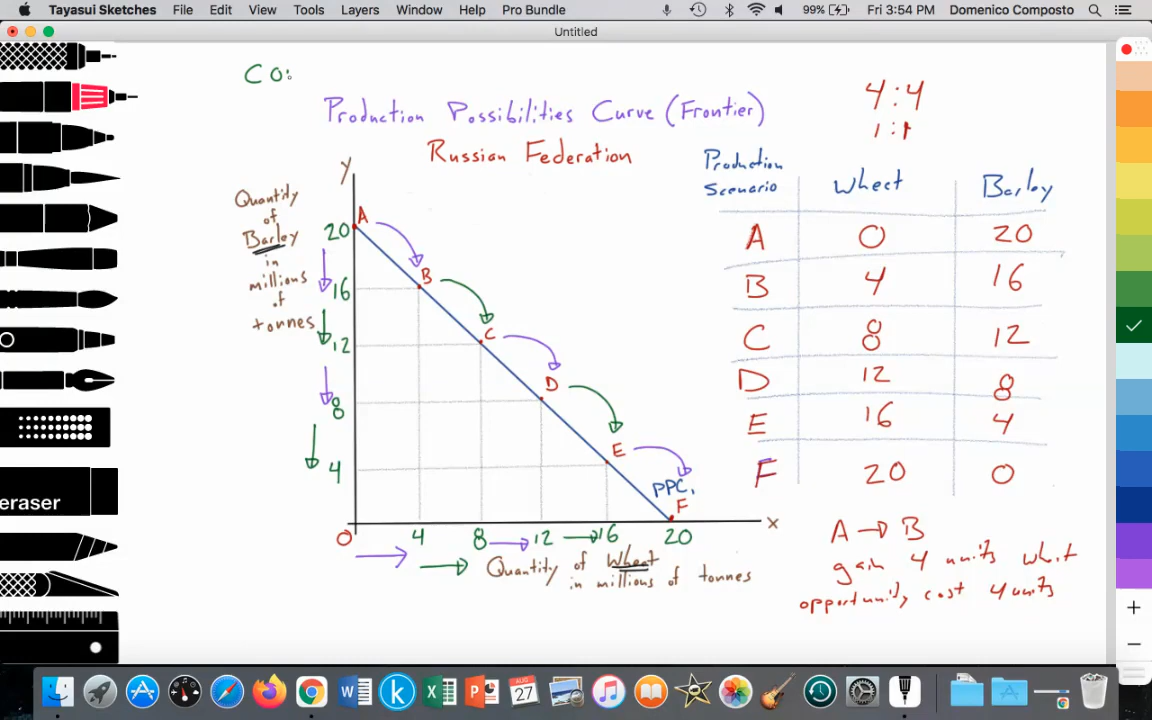 Tayasui Sketches File Edit View Tools Layers Window Help Pro Bundle 99% Fri 3:54 PM Domenico Composto
Untitled
CO:
Production Possibilities Curve (Frontier)
Russian Federation
4:4
1:1
Y
Quantity
of
Barley
in
millions
of
tonnes
20
16
12
8
4
0
A
B
C
D
E
PPC,
F
4 8 12 16 20
X
Quantity of Wheat
in millions of tonnes
Production
Scenario Wheat Barley
A 0 20
B 4 16
C 8 12
D 12 8
E 16 4
F 20 0
A → B
gain 4 units wheat
opportunity cost 4 units
eraser
AUG
27